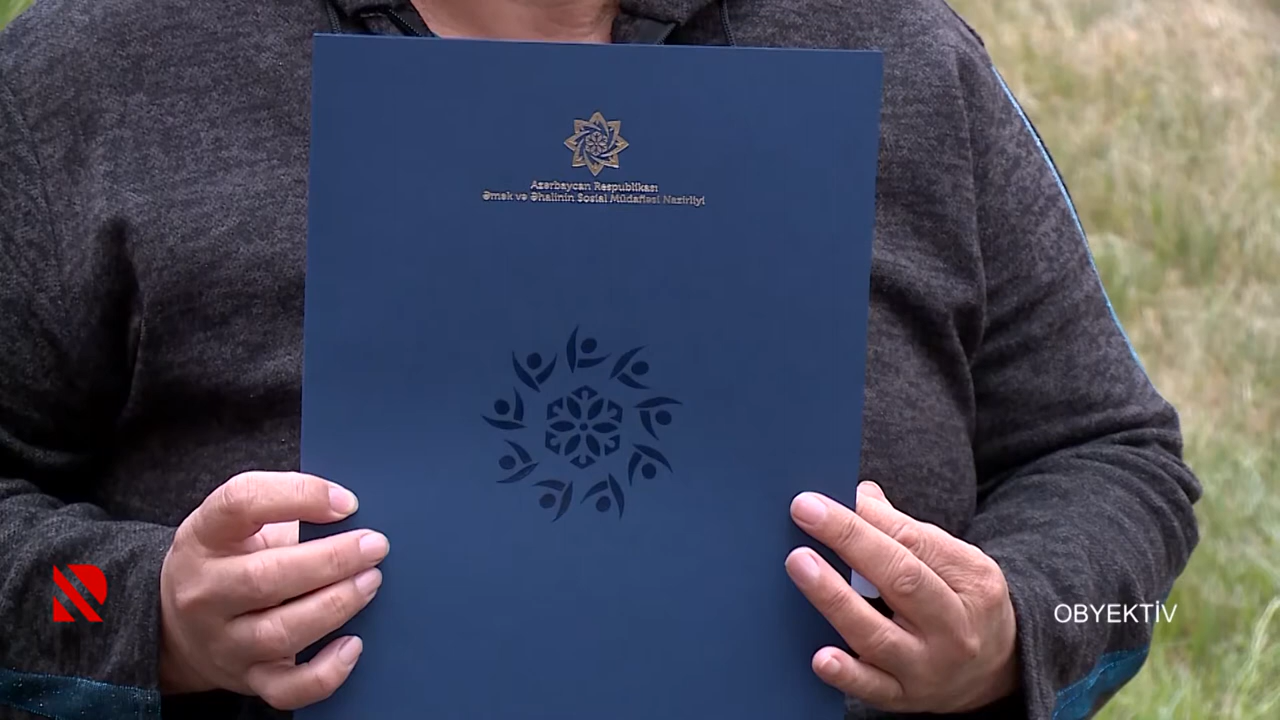 Azərbaycan Respublikası
Əmək və Əhalinin Sosial Müdafiəsi Nazirliyi
OBYEKTİV